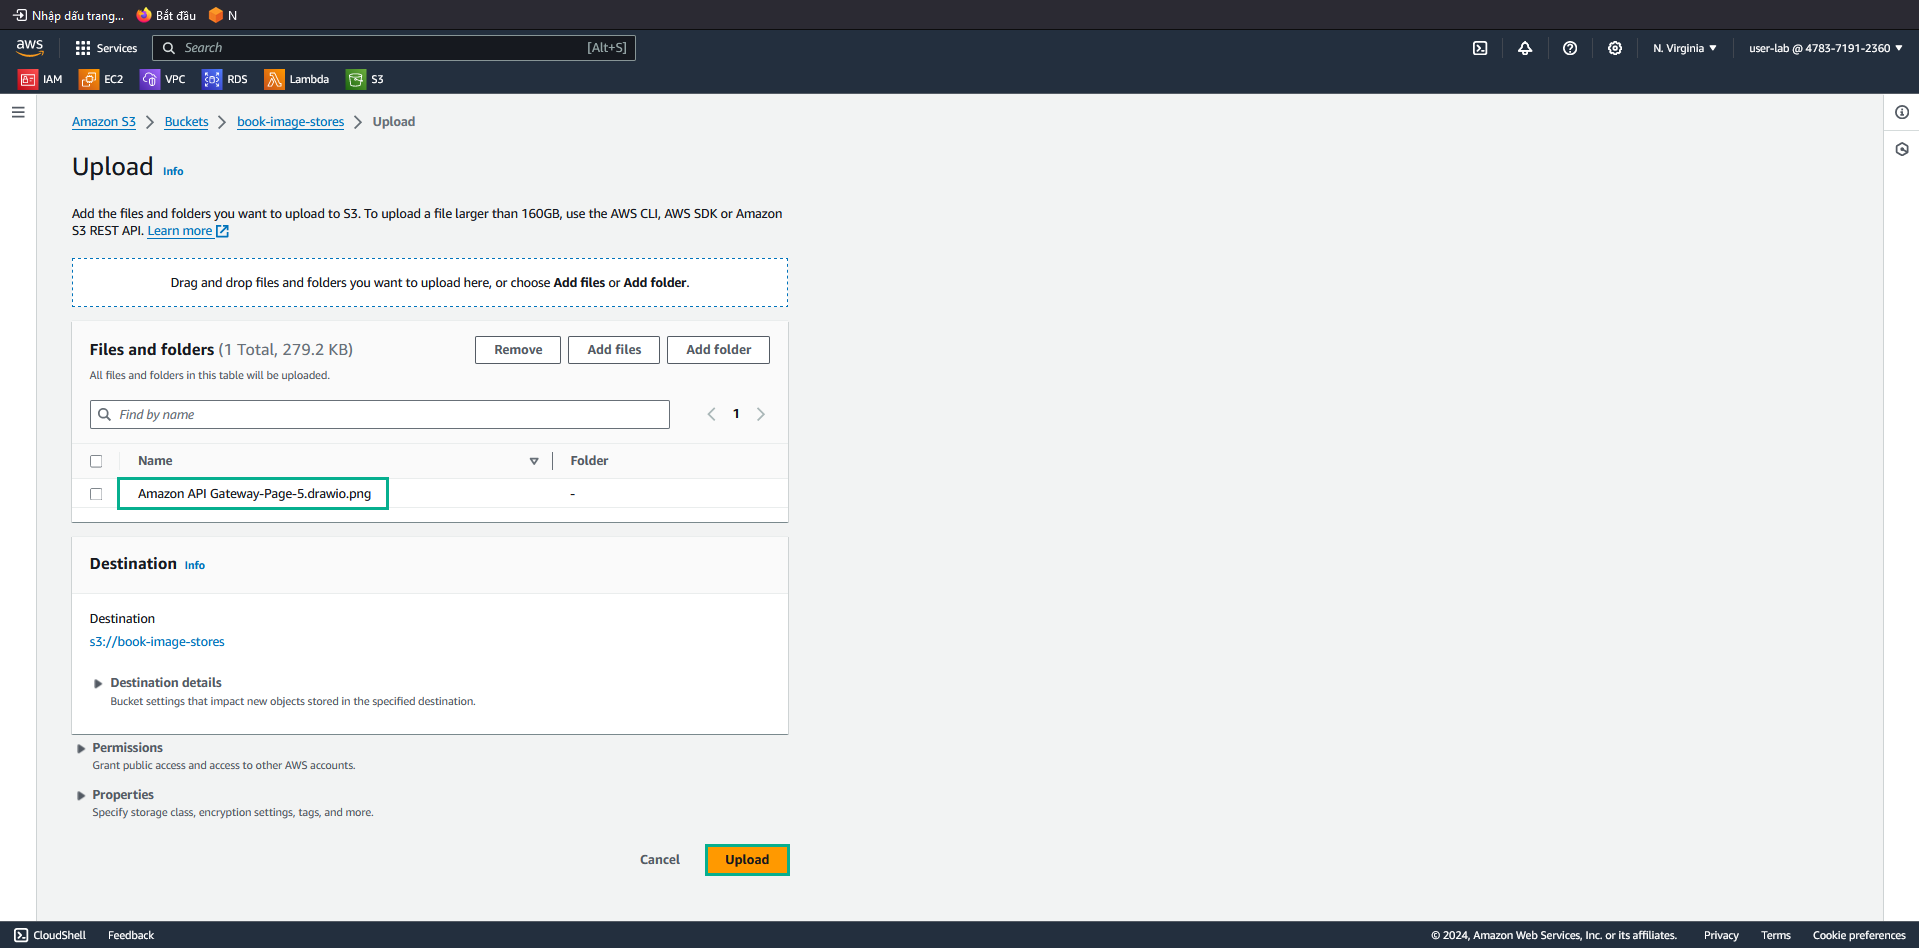 Nhập dấu trang... Bắt đầu N
aws Services Search [Alt+S] N. Virginia user-lab @ 4783-7191-2360
IAM EC2 VPC RDS Lambda S3
Amazon S3 Buckets book-image-stores Upload
Upload Info
Add the files and folders you want to upload to S3. To upload a file larger than 160GB, use the AWS CLI, AWS SDK or Amazon
S3 REST API. Learn more
Drag and drop files and folders you want to upload here, or choose Add files or Add folder.
Files and folders (1 Total, 279.2 KB) Remove Add files Add folder
All files and folders in this table will be uploaded.
Find by name 1
Name Folder
Amazon API Gateway-Page-5.drawio.png -
Destination Info
Destination
s3://book-image-stores
Destination details
Bucket settings that impact new objects stored in the specified destination.
Permissions
Grant public access and access to other AWS accounts.
Properties
Specify storage class, encryption settings, tags, and more.
Cancel Upload
CloudShell Feedback © 2024, Amazon Web Services, Inc. or its affiliates. Privacy Terms Cookie preferences